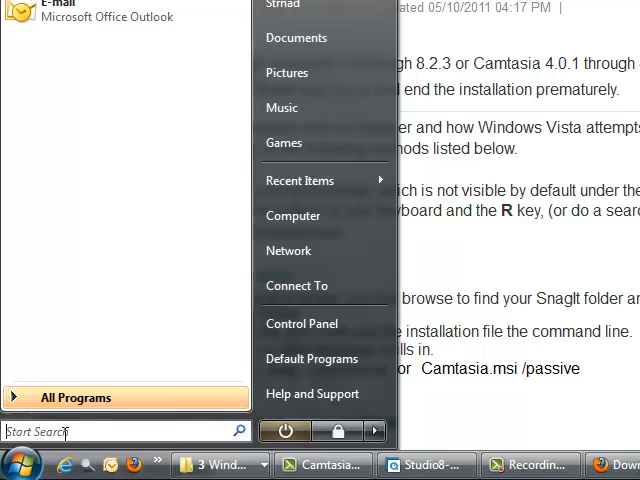 E-mail
Microsoft Office Outlook
All Programs
Start Search
Strnad
Documents
Pictures
Music
Games
Recent Items
Computer
Network
Connect To
Control Panel
Default Programs
Help and Support
dated 05/10/2011 04:17 PM |
gh 8.2.3 or Camtasia 4.0.1 through
end the installation prematurely.
er and how Windows Vista attempts
ods listed below.
ich is not visible by default under the
board and the R key, (or do a sear
browse to find your SnagIt folder an
the installation file the command line.
lls in.
or Camtasia.msi /passive
3 Wind...
Camtasia...
Studio8-...
Recordin...
Down